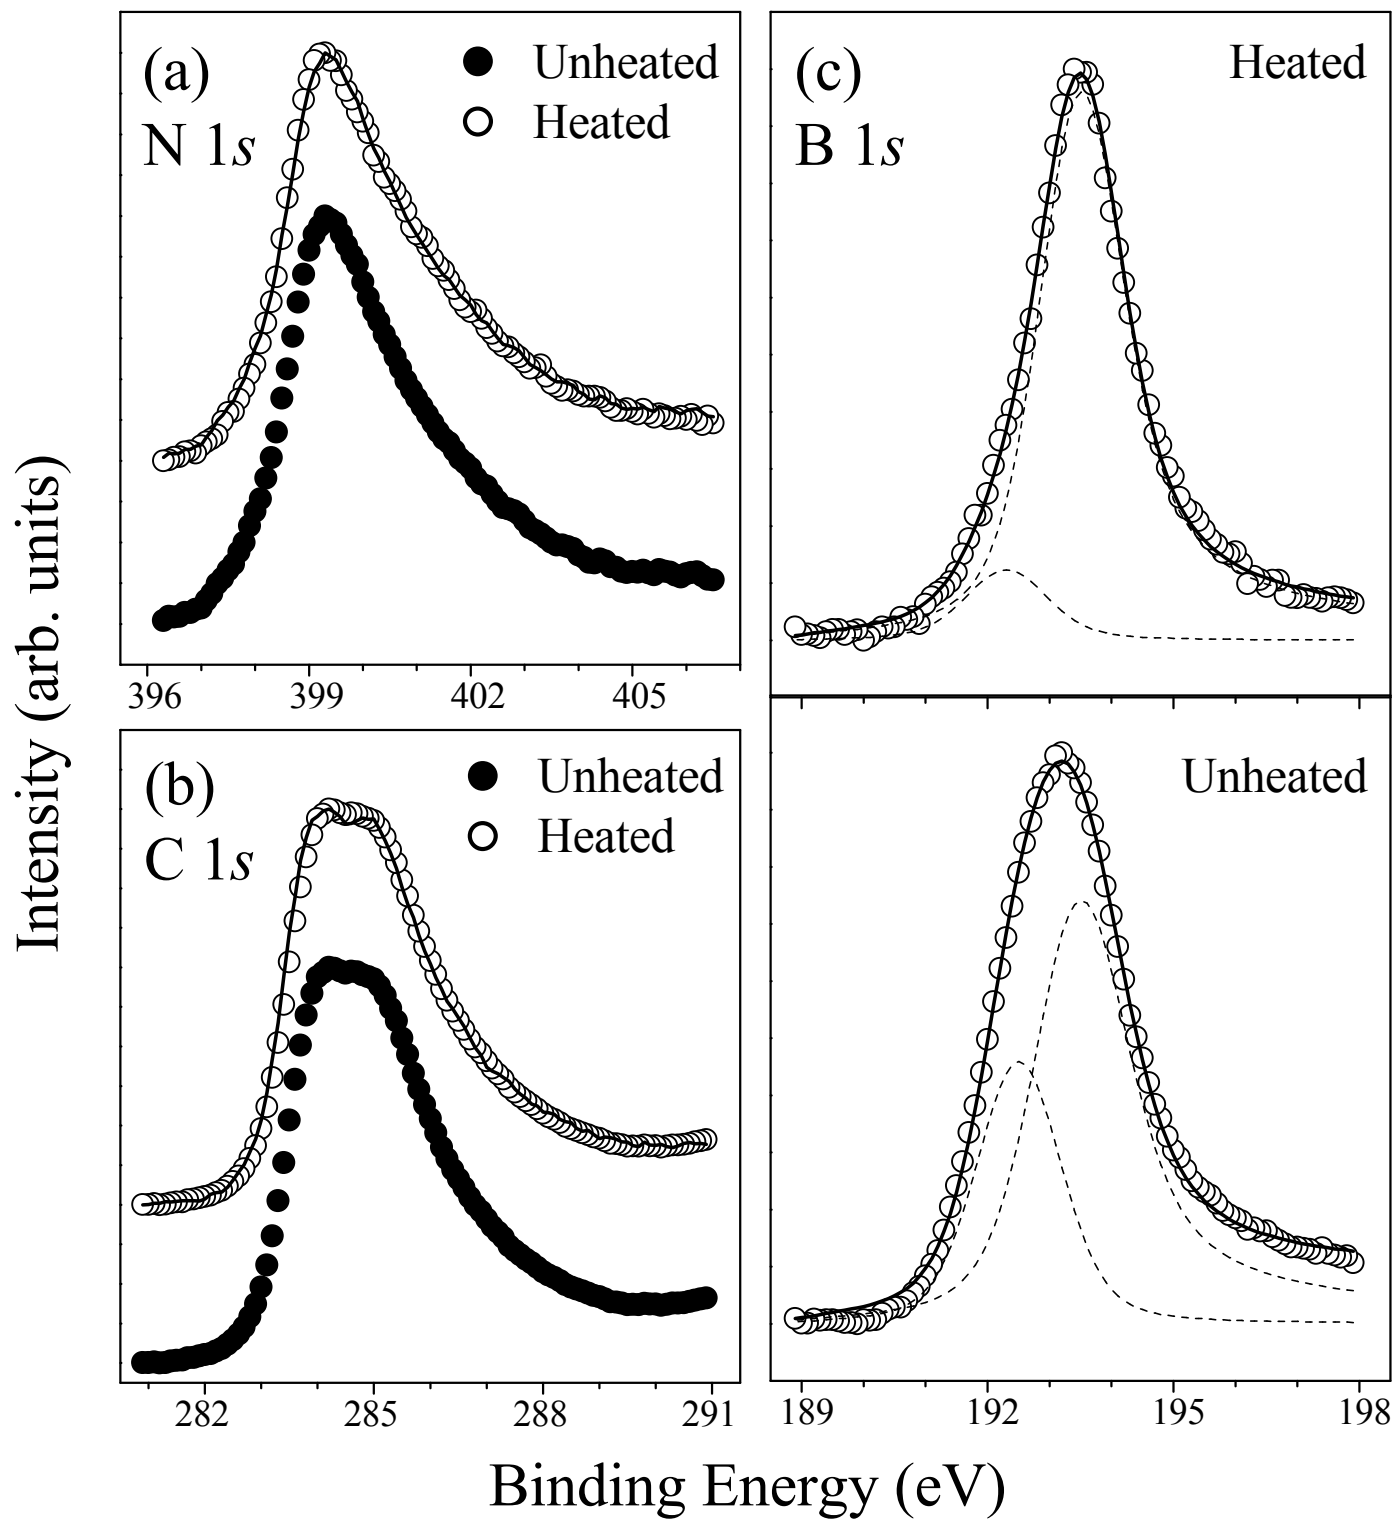 Intensity (arb. units)
(a)
N 1s
Unheated
Heated
396 399 402 405
(b)
C 1s
Unheated
Heated
282 285 288 291
(c)
B 1s
Heated
Unheated
189 192 195 198
Binding Energy (eV)